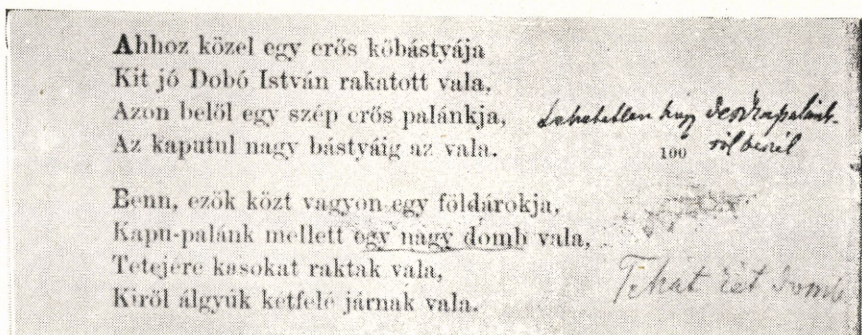 Ahhoz közel egy erős kőbástyája
Kit jó Dobó István rakatott vala,
Azon belől egy szép erős palánkja,
Lehetetlen hogy deszkapalánk-
Az kaputul nagy bástyáig az vala.
100
ról beszél
Benn, ezök közt vagyon egy földárokja,
Kapu-palánk mellett egy nagy domb vala,
Tetejére kasokat raktak vala,
Tehát két domb
Kiről álgyúk kétfelé járnak vala.